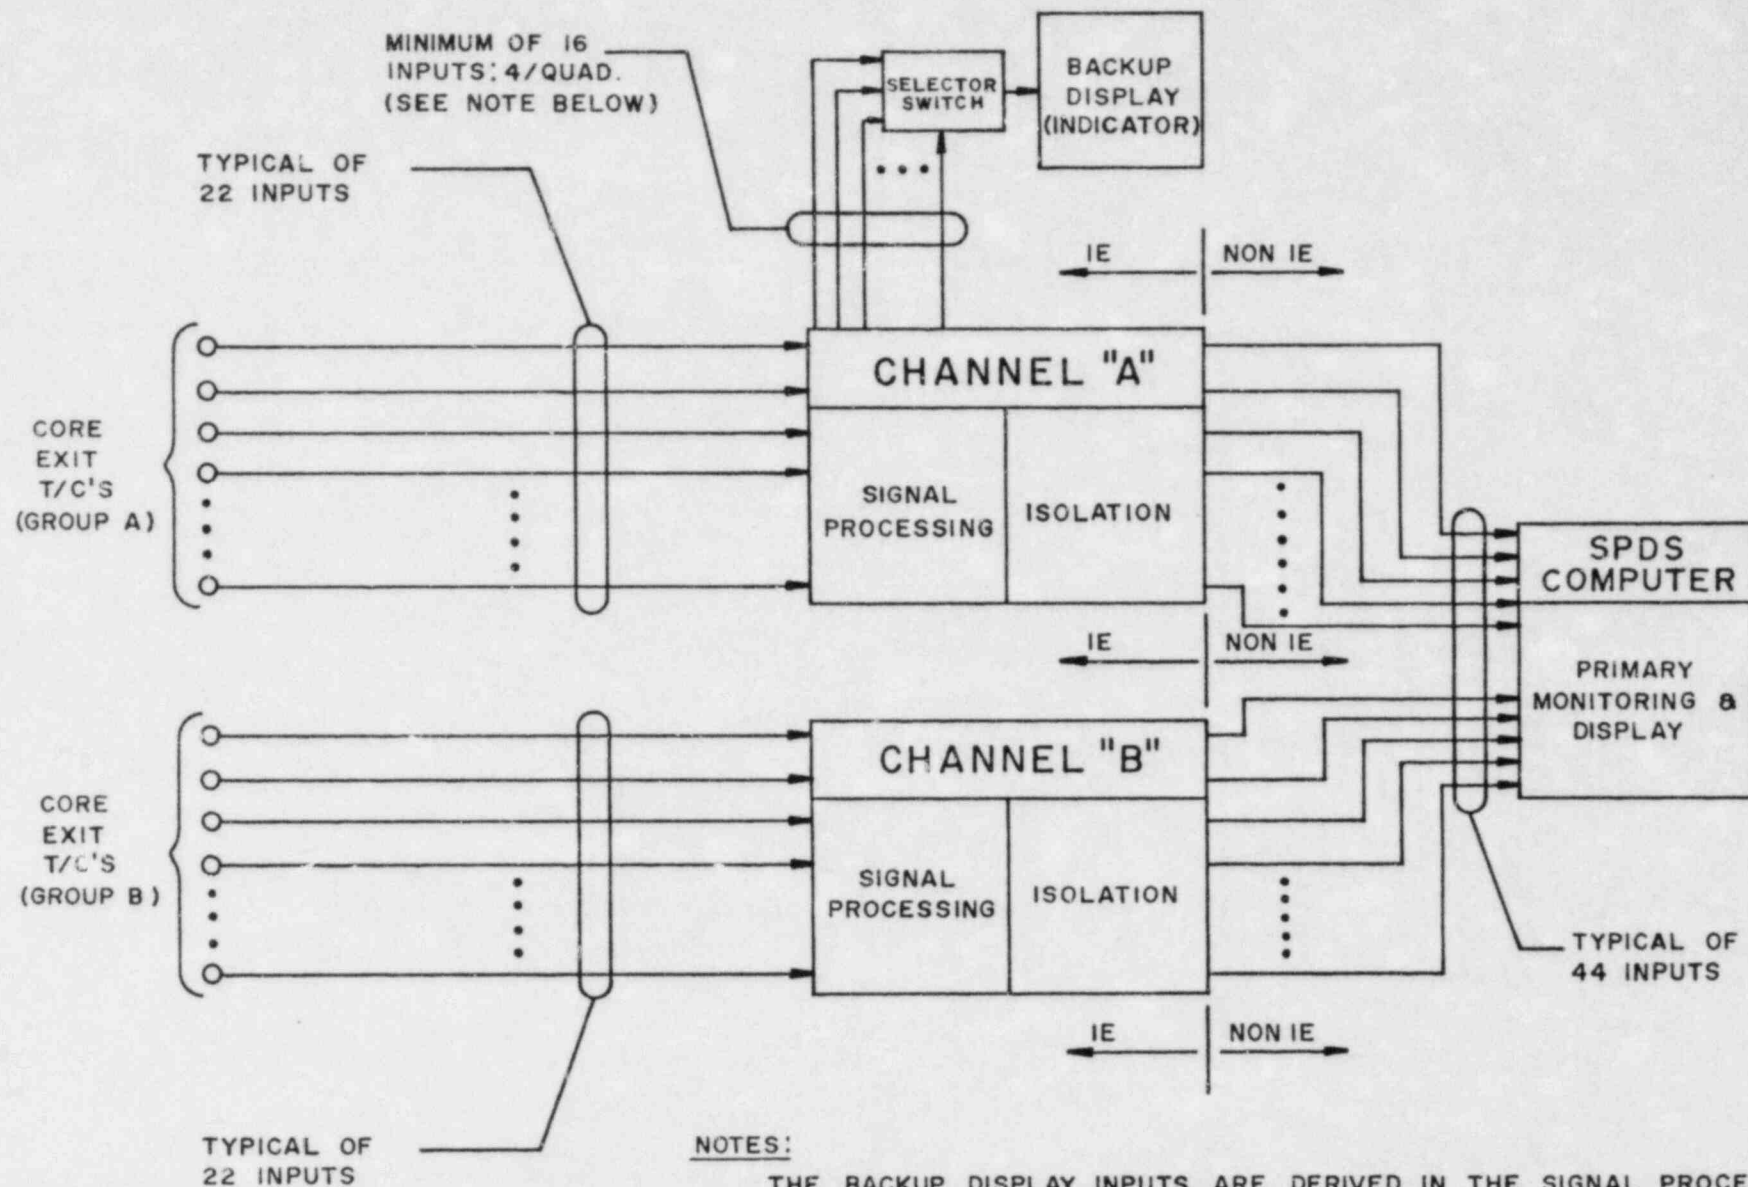 MINIMUM OF 16
INPUTS: 4/QUAD.
(SEE NOTE BELOW)
SELECTOR
SWITCH
BACKUP
DISPLAY
(INDICATOR)
TYPICAL OF
22 INPUTS
IE
NON IE
CORE
EXIT
T/C'S
(GROUP A)
CHANNEL "A"
SIGNAL
PROCESSING
ISOLATION
SPDS
COMPUTER
PRIMARY
MONITORING &
DISPLAY
IE
NON IE
CORE
EXIT
T/C'S
(GROUP B)
CHANNEL "B"
SIGNAL
PROCESSING
ISOLATION
TYPICAL OF
44 INPUTS
IE
NON IE
TYPICAL OF
22 INPUTS
NOTES:
THE BACKUP DISPLAY INPUTS ARE DERIVED IN THE SIGNAL PROCE